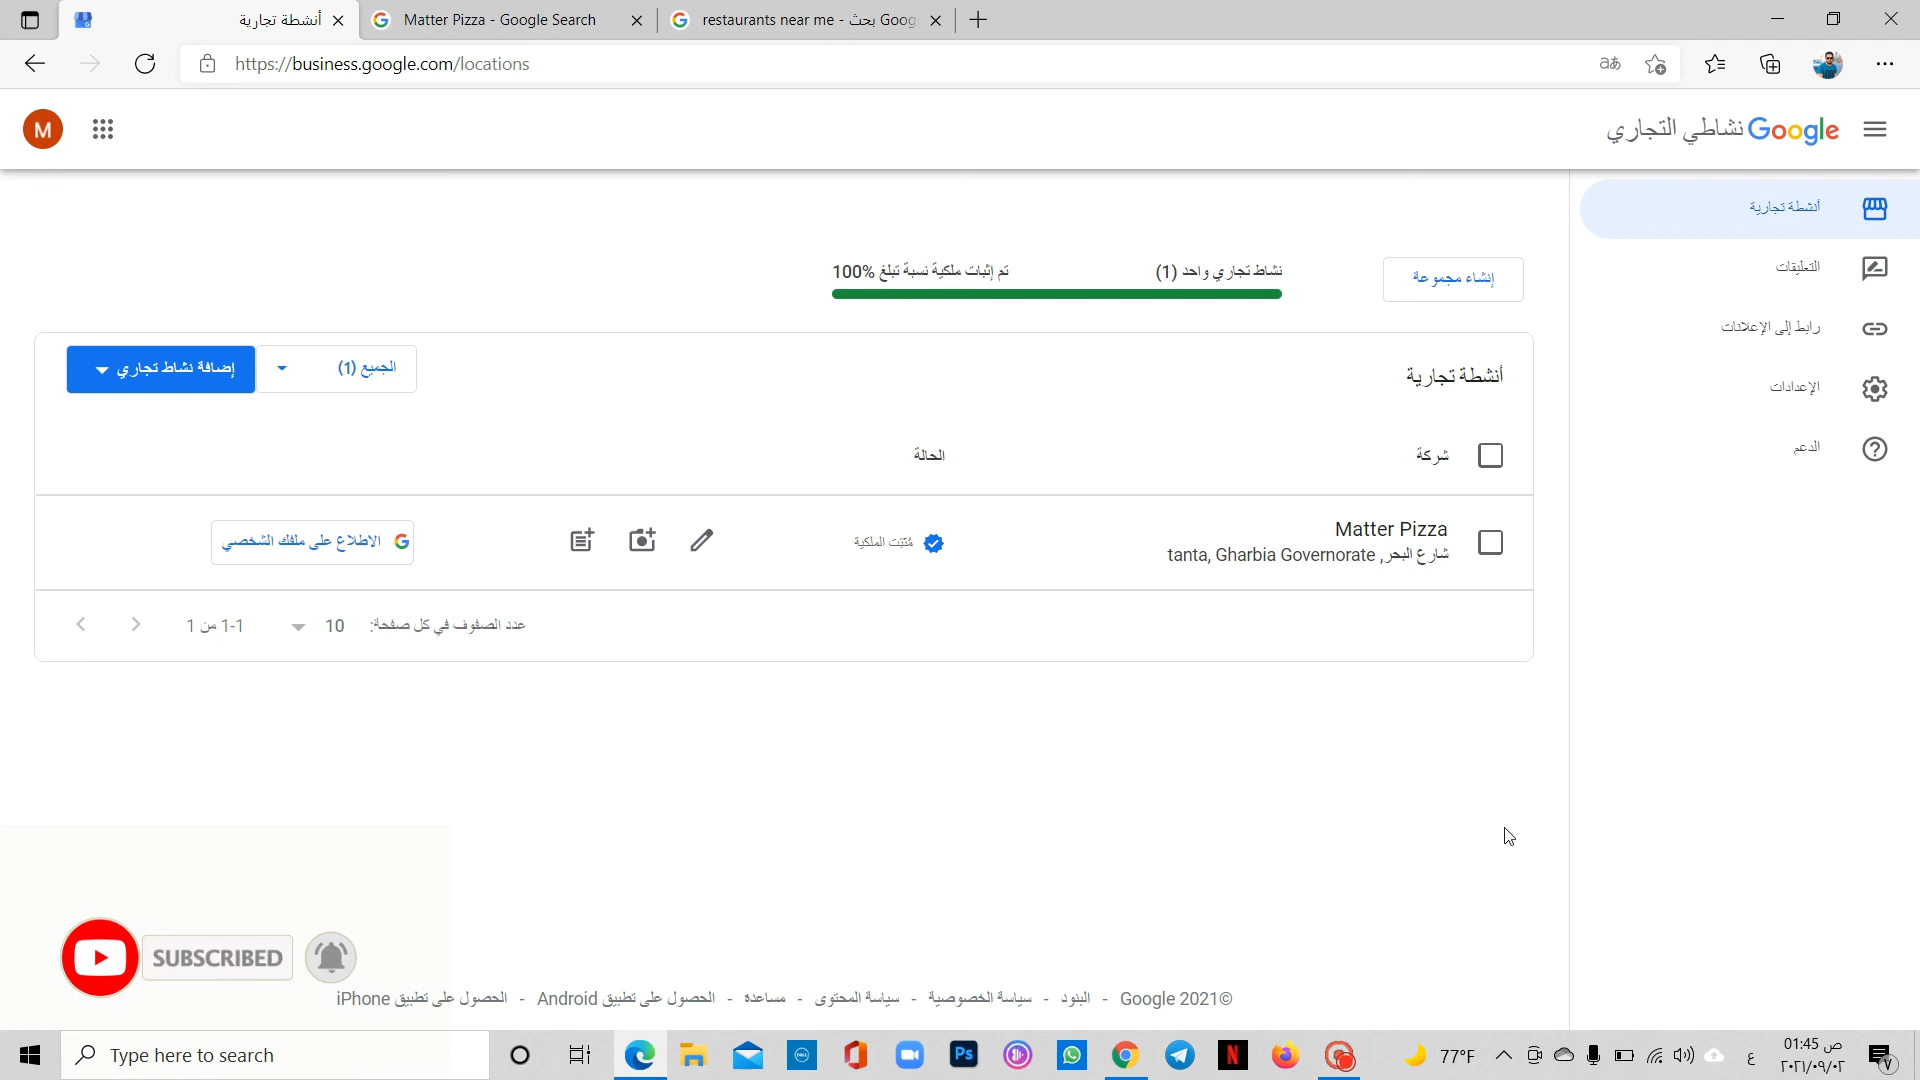 أنشطة تجارية
Matter Pizza - Google Search
restaurants near me - بحث Goog
https://business.google.com/locations
M
Google نشاطي التجاري
أنشطة تجارية
التعليقات
رابط إلى الإعلانات
الإعدادات
الدعم
إنشاء مجموعة
نشاط تجاري واحد (1)
تم إثبات ملكية نسبة تبلغ %100
أنشطة تجارية
الجميع (1)
إضافة نشاط تجاري
شركة
الحالة
Matter Pizza
شارع البحر, tanta, Gharbia Governorate
مُثبَت الملكية
الاطلاع على ملفك الشخصي
عدد الصفوف في كل صفحة:
10
1-1 من 1
SUBSCRIBED
©2021 Google - البنود - سياسة الخصوصية - سياسة المحتوى - مساعدة - الحصول على تطبيق Android - الحصول على تطبيق iPhone
Type here to search
DELL
Ps
N
77°F
ع
01:45 ص
٢٠٢١/٠٩/٠٢